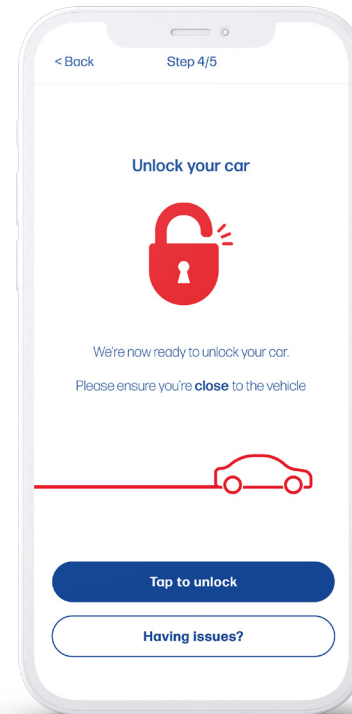 < Back
Step 4/5
Unlock your car
We're now ready to unlock your car.
Please ensure you're close to the vehicle
Tap to unlock
Having issues?